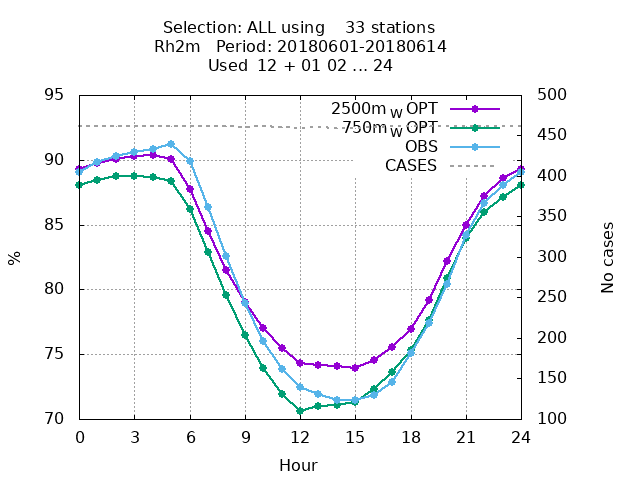 Selection: ALL using 33 stations
Rh2m Period: 20180601-20180614
Used 12 + 01 02 ... 24
95 500
2500m W OPT
750m W OPT 450
OBS
90 CASES 400
85 350
% No cases
80 300
250
75 200
150
70 100
0 3 6 9 12 15 18 21 24
Hour